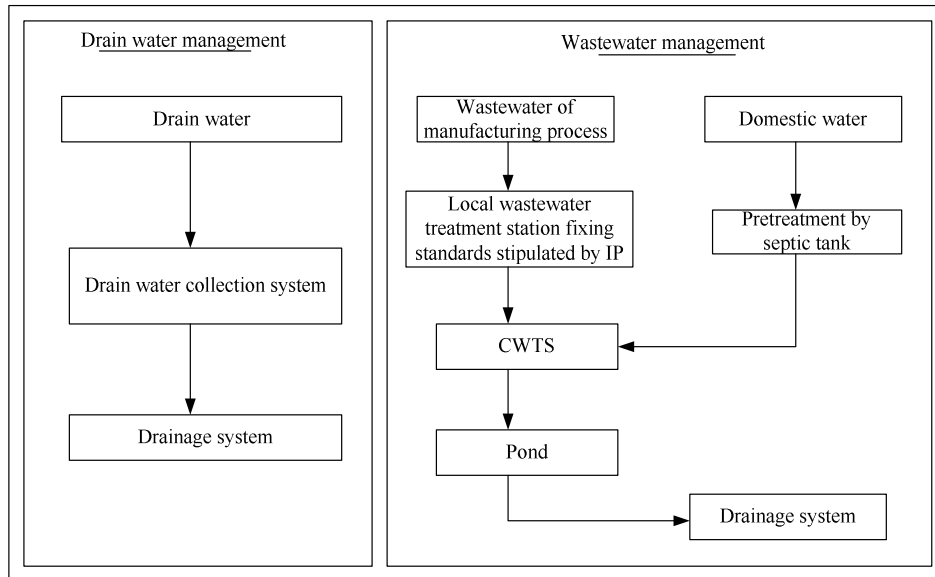 Drain water management
Drain water
Drain water collection system
Drainage system
Wastewater management
Wastewater of
manufacturing process
Domestic water
Local wastewater
treatment station fixing
standards stipulated by IP
Pretreatment by
septic tank
CWTS
Pond
Drainage system